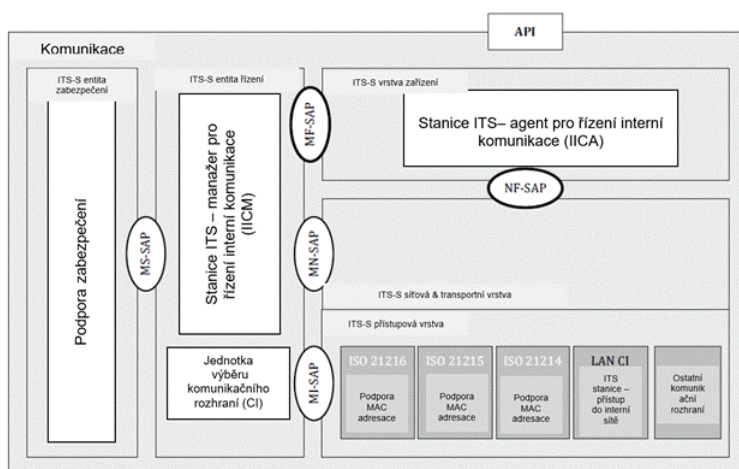 API
Komunikace
ITS-S entita
zabezpečení
Podpora zabezpečení
MS-SAP
ITS-S entita řízení
Stanice ITS – manažer pro
řízení interní komunikace
(IICM)
Jednotka
výběru
komunikačního
rozhraní (CI)
MF-SAP
MN-SAP
MI-SAP
ITS-S vrstva zařízení
Stanice ITS– agent pro řízení interní
komunikace (IICA)
NF-SAP
ITS-S síťová & transportní vrstva
ITS-S přístupová vrstva
ISO 21216
Podpora
MAC
adresace
ISO 21215
Podpora
MAC
adresace
ISO 21214
Podpora
MAC
adresace
LAN CI
ITS
stanice –
přístup
do interní
sítě
Ostatní
komunik
ační
rozhraní